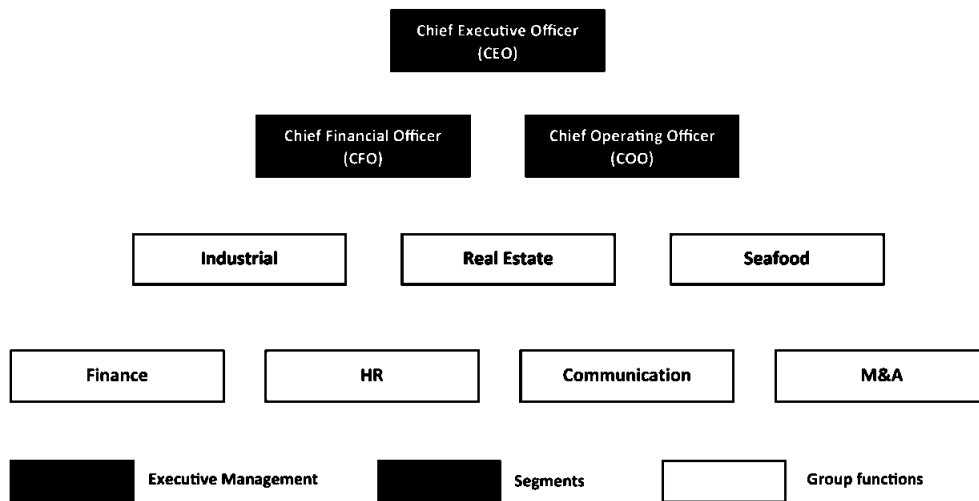 Chief Executive Officer
(CEO)
Chief Financial Officer
(CFO)
Chief Operating Officer
(COO)
Industrial
Real Estate
Seafood
Finance
HR
Communication
M&A
Executive Management
Segments
Group functions